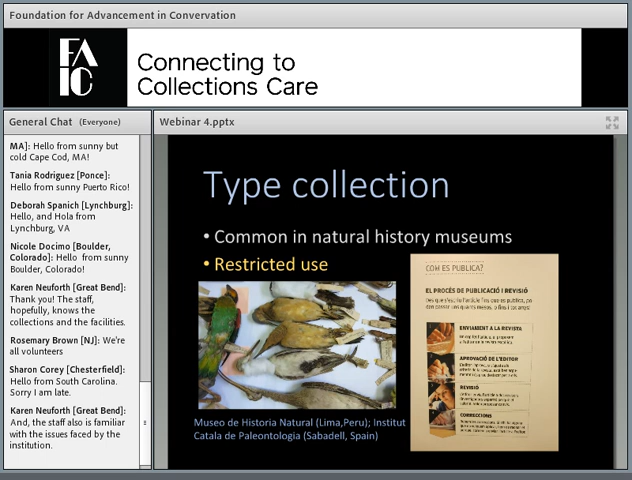 Foundation for Advancement in Convervation
FA
IC
Connecting to
Collections Care
General Chat (Everyone)
MA]: Hello from sunny but
cold Cape Cod, MA!
Tania Rodriguez [Ponce]:
Hello from sunny Puerto Rico!
Deborah Spanich [Lynchburg]:
Hello, and Hola from
Lynchburg, VA
Nicole Docimo [Boulder,
Colorado]: Hello from sunny
Boulder, Colorado!
Karen Neuforth [Great Bend]:
Thank you! The staff,
hopefully, knows the
collections and the facilities.
Rosemary Brown [NJ]: We're
all volunteers
Sharon Corey [Chesterfield]:
Hello from South Carolina.
Sorry I am late.
Karen Neuforth [Great Bend]:
And, the staff also is familiar
with the issues faced by the
institution.
Webinar 4.pptx
Type collection
• Common in natural history museums
• Restricted use
COM ES PUBLICA?
EL PROCÉS DE PUBLICACIÓ I REVISIÓ
ENVIAMENT A LA REVISTA
APROVACIÓ DE L'EDITOR
REVISIÓ
CORRECCIONS
Museo de Historia Natural (Lima,Peru); Institut
Catala de Paleontologia (Sabadell, Spain)